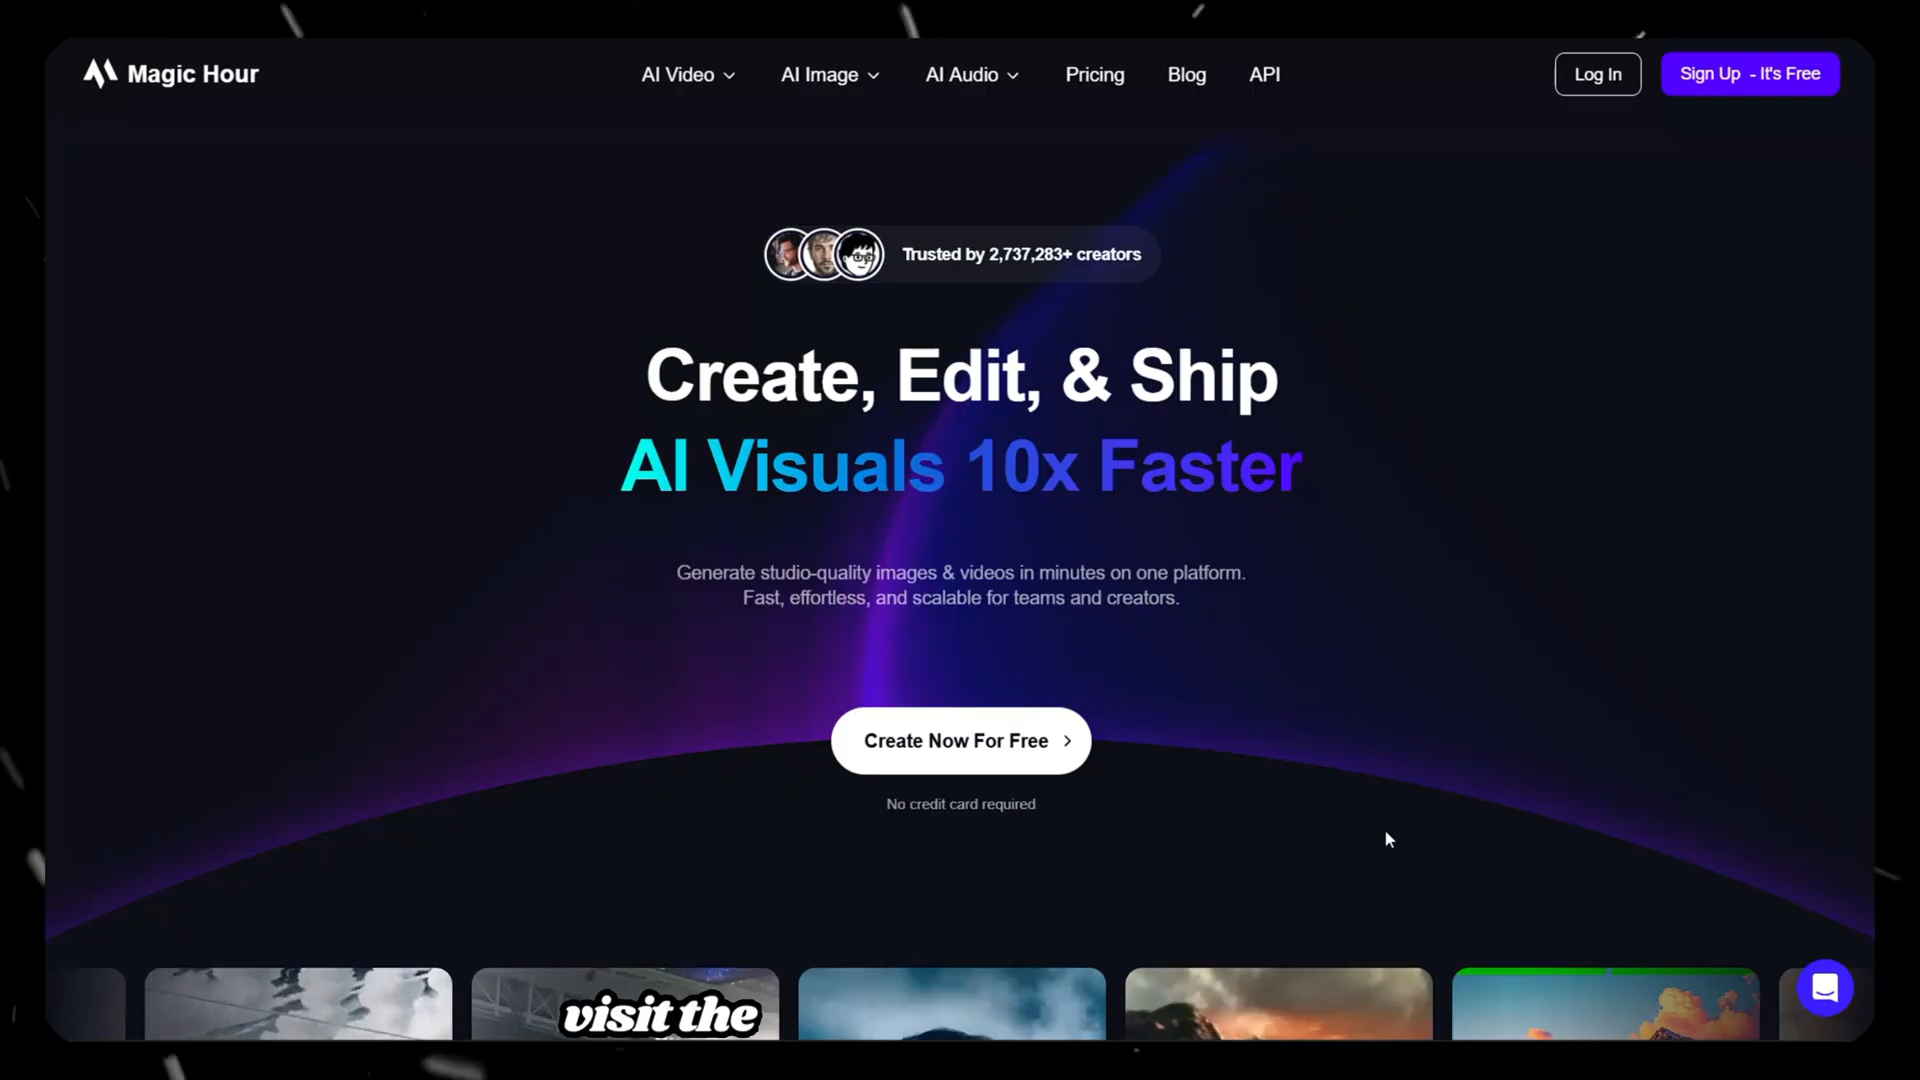 Magic Hour
AI Video
AI Image
AI Audio
Pricing
Blog
API
Log In
Sign Up - It's Free
Trusted by 2,737,283+ creators
Create, Edit, & Ship
AI Visuals 10x Faster
Generate studio-quality images & videos in minutes on one platform.
Fast, effortless, and scalable for teams and creators.
Create Now For Free
No credit card required
visit the